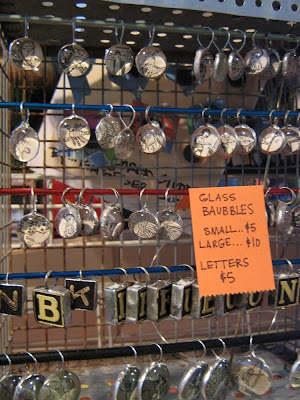 GLASS
BAUBBLES
SMALL..$5
LARGE...$10
LETTERS
$5
N B K I F L O U N